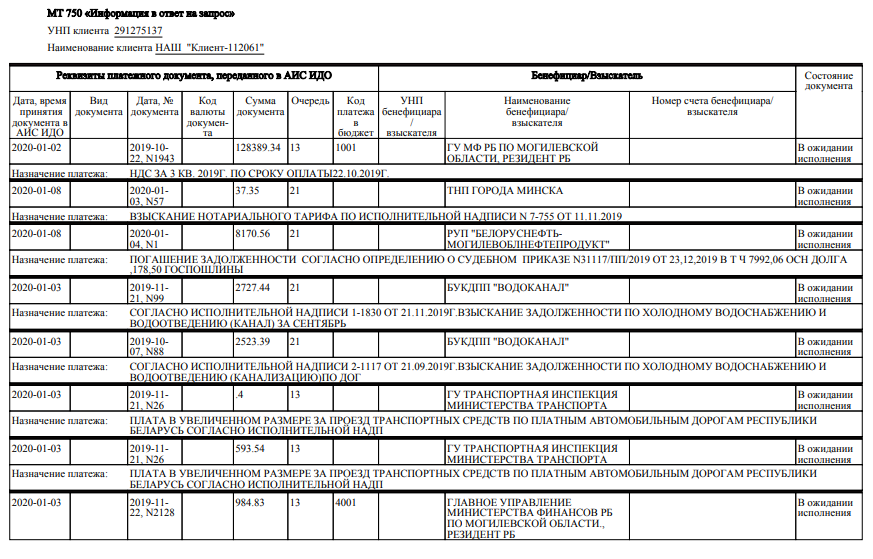 МТ 750 «Информация в ответ на запрос»
УНП клиента 291275137
Наименование клиента НАШ "Клиент-112061"
Реквизиты платежного документа, переданного в АИС ИДО
Бенефициар/Взыскатель
Состояние документа
Дата, время принятия документа в АИС ИДО
Вид документа
Дата, № документа
Код валюты докумен-та
Сумма документа
Очередь
Код платежа в бюджет
УНП бенефициара / взыскателя
Наименование бенефициара/ взыскателя
Номер счета бенефициара/ взыскателя
2020-01-02 2019-10- 128389.34 13 1001 ГУ МФ РБ ПО МОГИЛЕВСКОЙ В ожидании
22, N1943 ОБЛАСТИ, РЕЗИДЕНТ РБ исполнения
Назначение платежа: НДС ЗА 3 КВ. 2019Г. ПО СРОКУ ОПЛАТЫ22.10.2019Г.
2020-01-08 2020-01- 37.35 21 ТНП ГОРОДА МИНСКА В ожидании
03, N57 исполнения
Назначение платежа: ВЗЫСКАНИЕ НОТАРИАЛЬНОГО ТАРИФА ПО ИСПОЛНИТЕЛЬНОЙ НАДПИСИ N 7-755 ОТ 11.11.2019
2020-01-08 2020-01- 8170.56 21 РУП "БЕЛОРУСНЕФТЬ- В ожидании
04, N1 МОГИЛЕВОБЛНЕФТЕПРОДУКТ" исполнения
Назначение платежа: ПОГАШЕНИЕ ЗАДОЛЖЕННОСТИ СОГЛАСНО ОПРЕДЕЛЕНИЮ О СУДЕБНОМ ПРИКАЗЕ N31117/ПП/2019 ОТ 23,12,2019 В Т Ч 7992,06 ОСН ДОЛГА
,178,50 ГОСПОШЛИНЫ
2020-01-03 2019-11- 2727.44 21 БУКДПП "ВОДОКАНАЛ" В ожидании
21, N99 исполнения
Назначение платежа: СОГЛАСНО ИСПОЛНИТЕЛЬНОЙ НАДПИСИ 1-1830 ОТ 21.11.2019Г.ВЗЫСКАНИЕ ЗАДОЛЖЕННОСТИ ПО ХОЛОДНОМУ ВОДОСНАБЖЕНИЮ И
ВОДООТВЕДЕНИЮ (КАНАЛ) ЗА СЕНТЯБРЬ
2020-01-03 2019-10- 2523.39 21 БУКДПП "ВОДОКАНАЛ" В ожидании
07, N88 исполнения
Назначение платежа: СОГЛАСНО ИСПОЛНИТЕЛЬНОЙ НАДПИСИ 2-1117 ОТ 21.09.2019Г.ВЗЫСКАНИЕ ЗАДОЛЖЕННОСТИ ПО ХОЛОДНОМУ ВОДОСНАБЖЕНИЮ И
ВОДООТВЕДЕНИЮ (КАНАЛИЗАЦИЮ)ПО ДОГ
2020-01-03 2019-11- .4 13 ГУ ТРАНСПОРТНАЯ ИНСПЕКЦИЯ В ожидании
21, N26 МИНИСТЕРСТВА ТРАНСПОРТА исполнения
Назначение платежа: ПЛАТА В УВЕЛИЧЕННОМ РАЗМЕРЕ ЗА ПРОЕЗД ТРАНСПОРТНЫХ СРЕДСТВ ПО ПЛАТНЫМ АВТОМОБИЛЬНЫМ ДОРОГАМ РЕСПУБЛИКИ
БЕЛАРУСЬ СОГЛАСНО ИСПОЛНИТЕЛЬНОЙ НАДП
2020-01-03 2019-11- 593.54 13 ГУ ТРАНСПОРТНАЯ ИНСПЕКЦИЯ В ожидании
21, N26 МИНИСТЕРСТВА ТРАНСПОРТА исполнения
Назначение платежа: ПЛАТА В УВЕЛИЧЕННОМ РАЗМЕРЕ ЗА ПРОЕЗД ТРАНСПОРТНЫХ СРЕДСТВ ПО ПЛАТНЫМ АВТОМОБИЛЬНЫМ ДОРОГАМ РЕСПУБЛИКИ
БЕЛАРУСЬ СОГЛАСНО ИСПОЛНИТЕЛЬНОЙ НАДП
2020-01-03 2019-11- 984.83 13 4001 ГЛАВНОЕ УПРАВЛЕНИЕ В ожидании
22, N2128 МИНИСТЕРСТВА ФИНАНСОВ РБ исполнения
ПО МОГИЛЕВСКОЙ ОБЛАСТИ.,
РЕЗИДЕНТ РБ